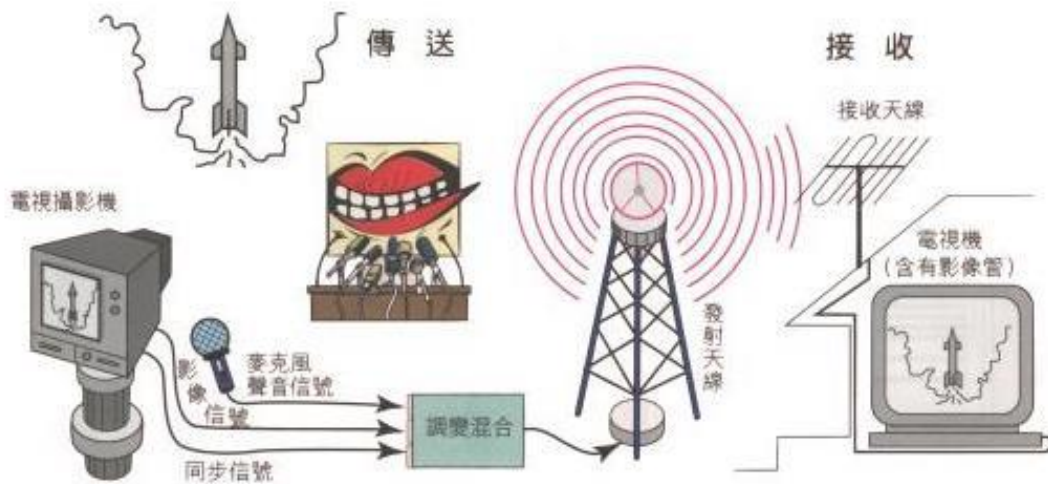 傳送
接收
接收天線
電視攝影機
電視機
(含有影像管)
發射天線
麥克風
聲音信號
影像信號
調變混合
同步信號